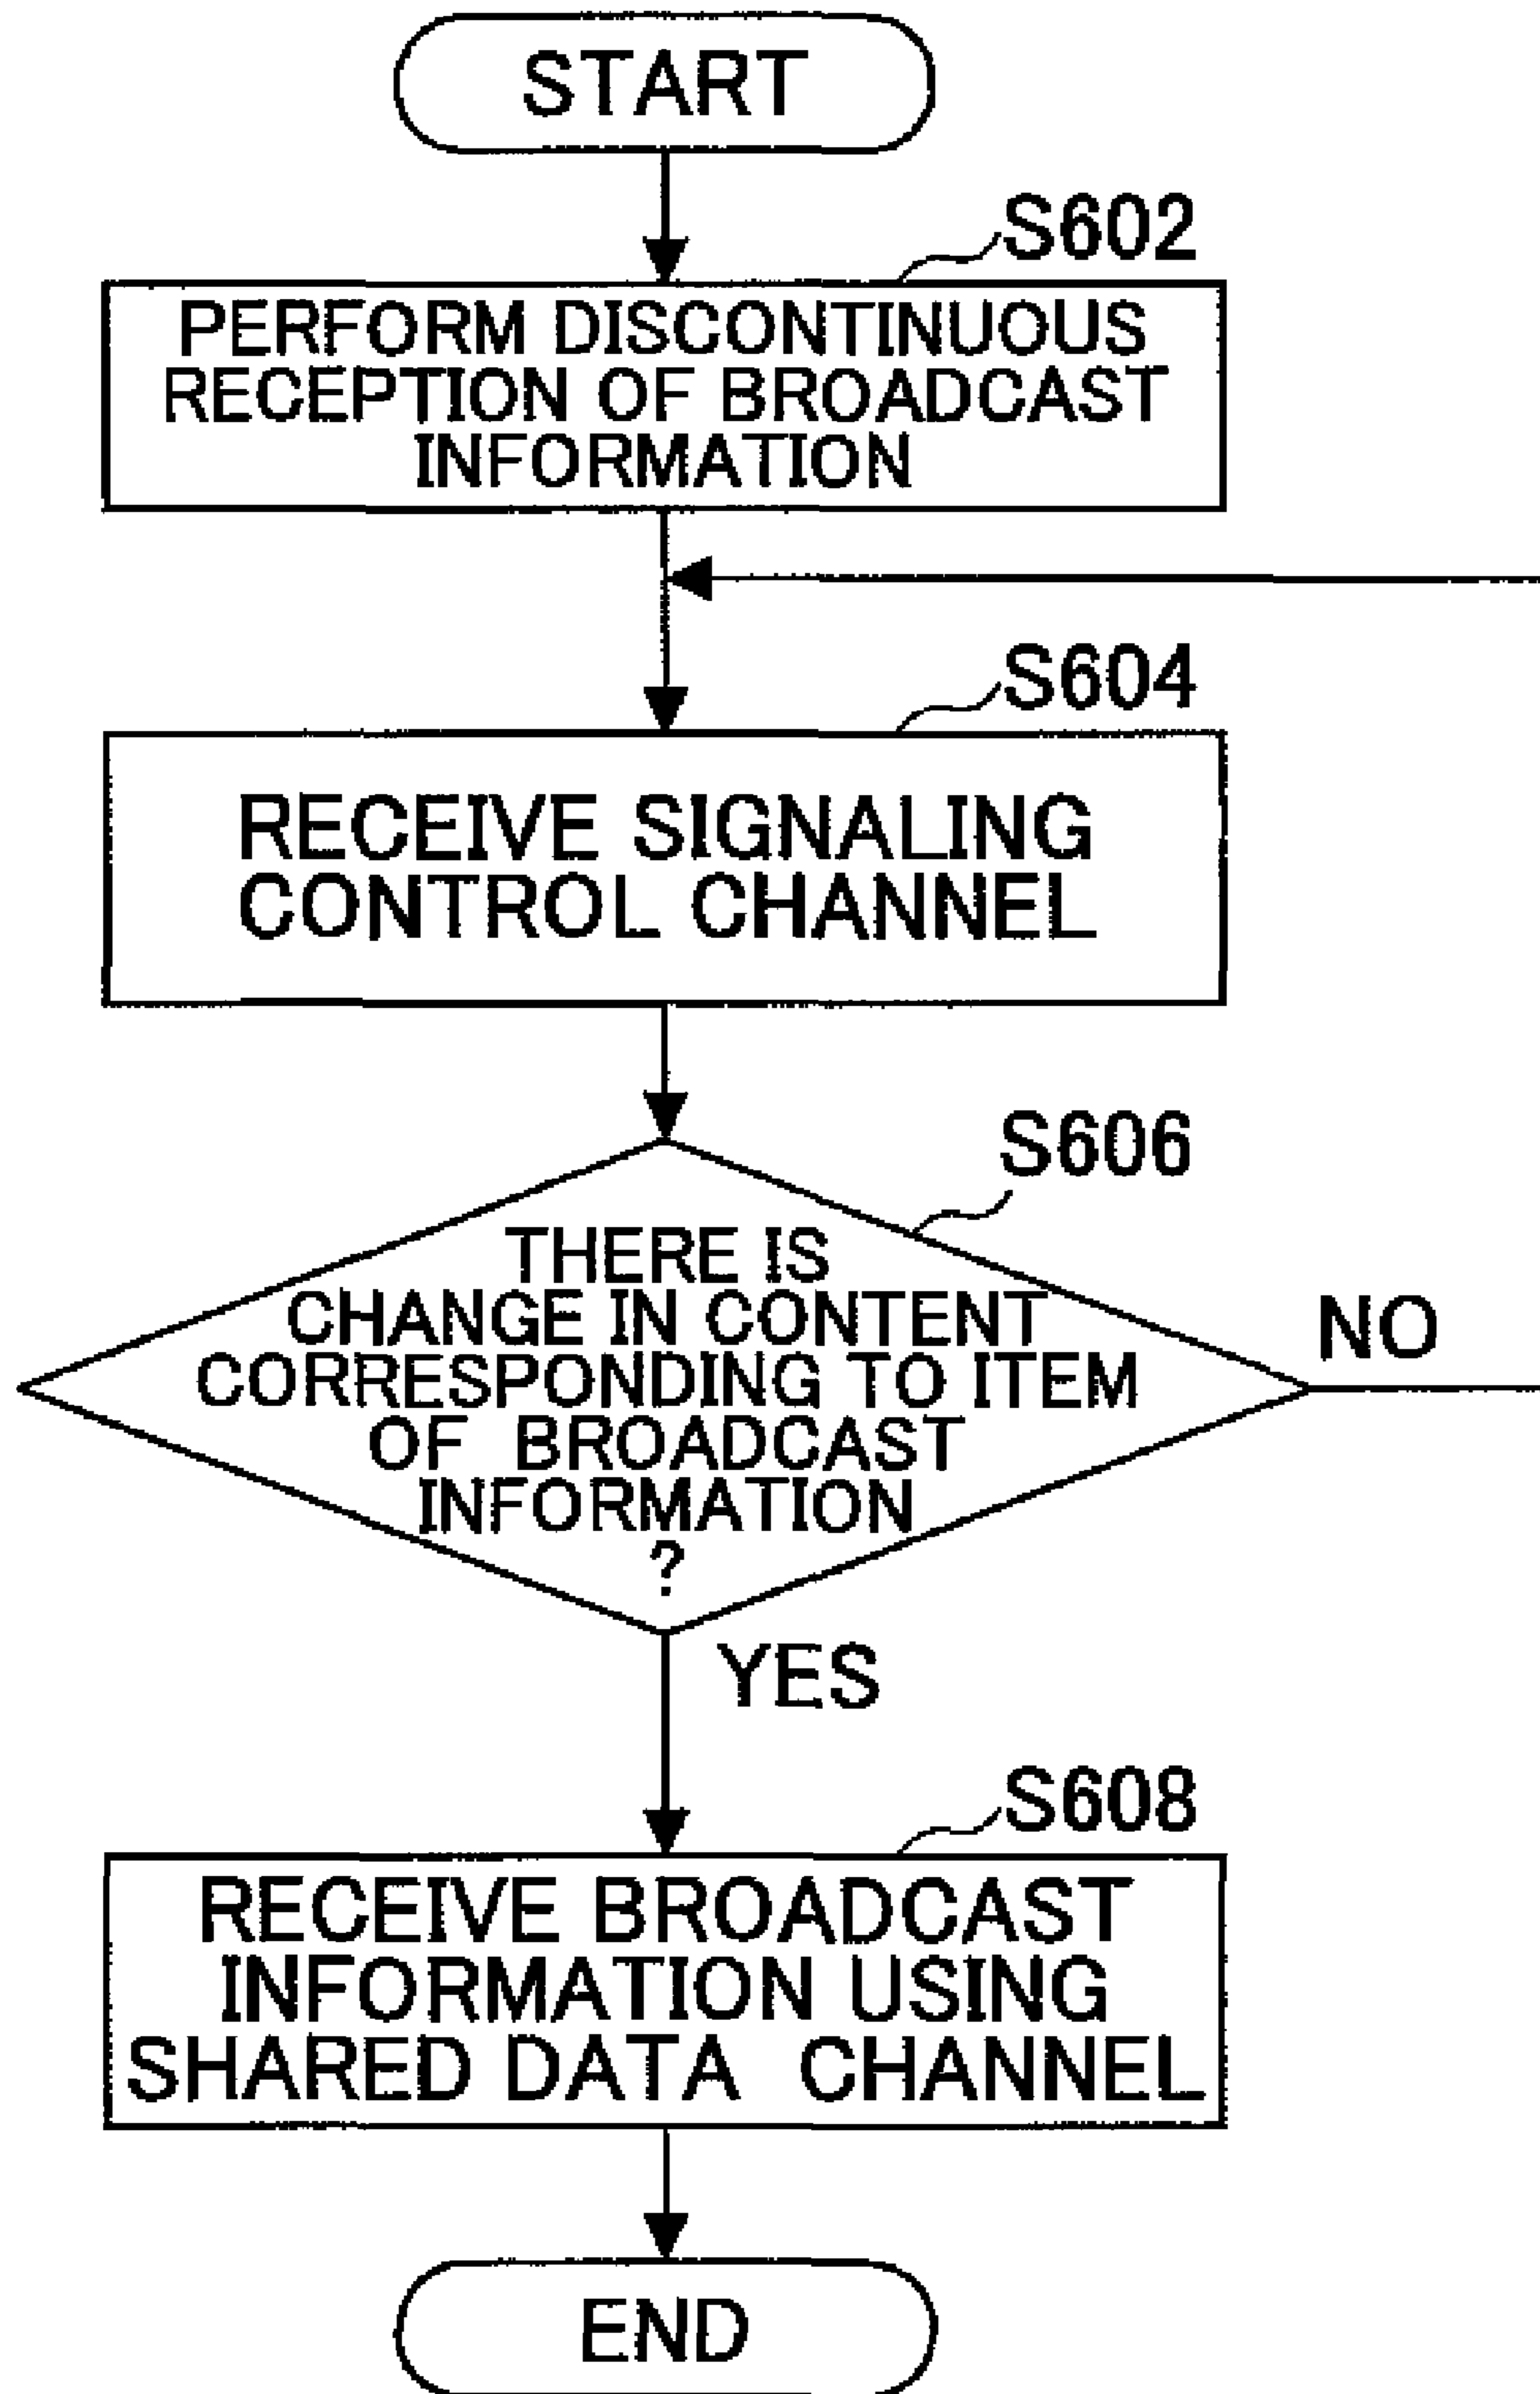 START
S602
PERFORM DISCONTINUOUS
RECEPTION OF BROADCAST
INFORMATION
S604
RECEIVE SIGNALING
CONTROL CHANNEL
S606
THERE IS
CHANGE IN CONTENT
CORRESPONDING TO ITEM
OF BROADCAST
INFORMATION
?
NO
YES
S608
RECEIVE BROADCAST
INFORMATION USING
SHARED DATA CHANNEL
END